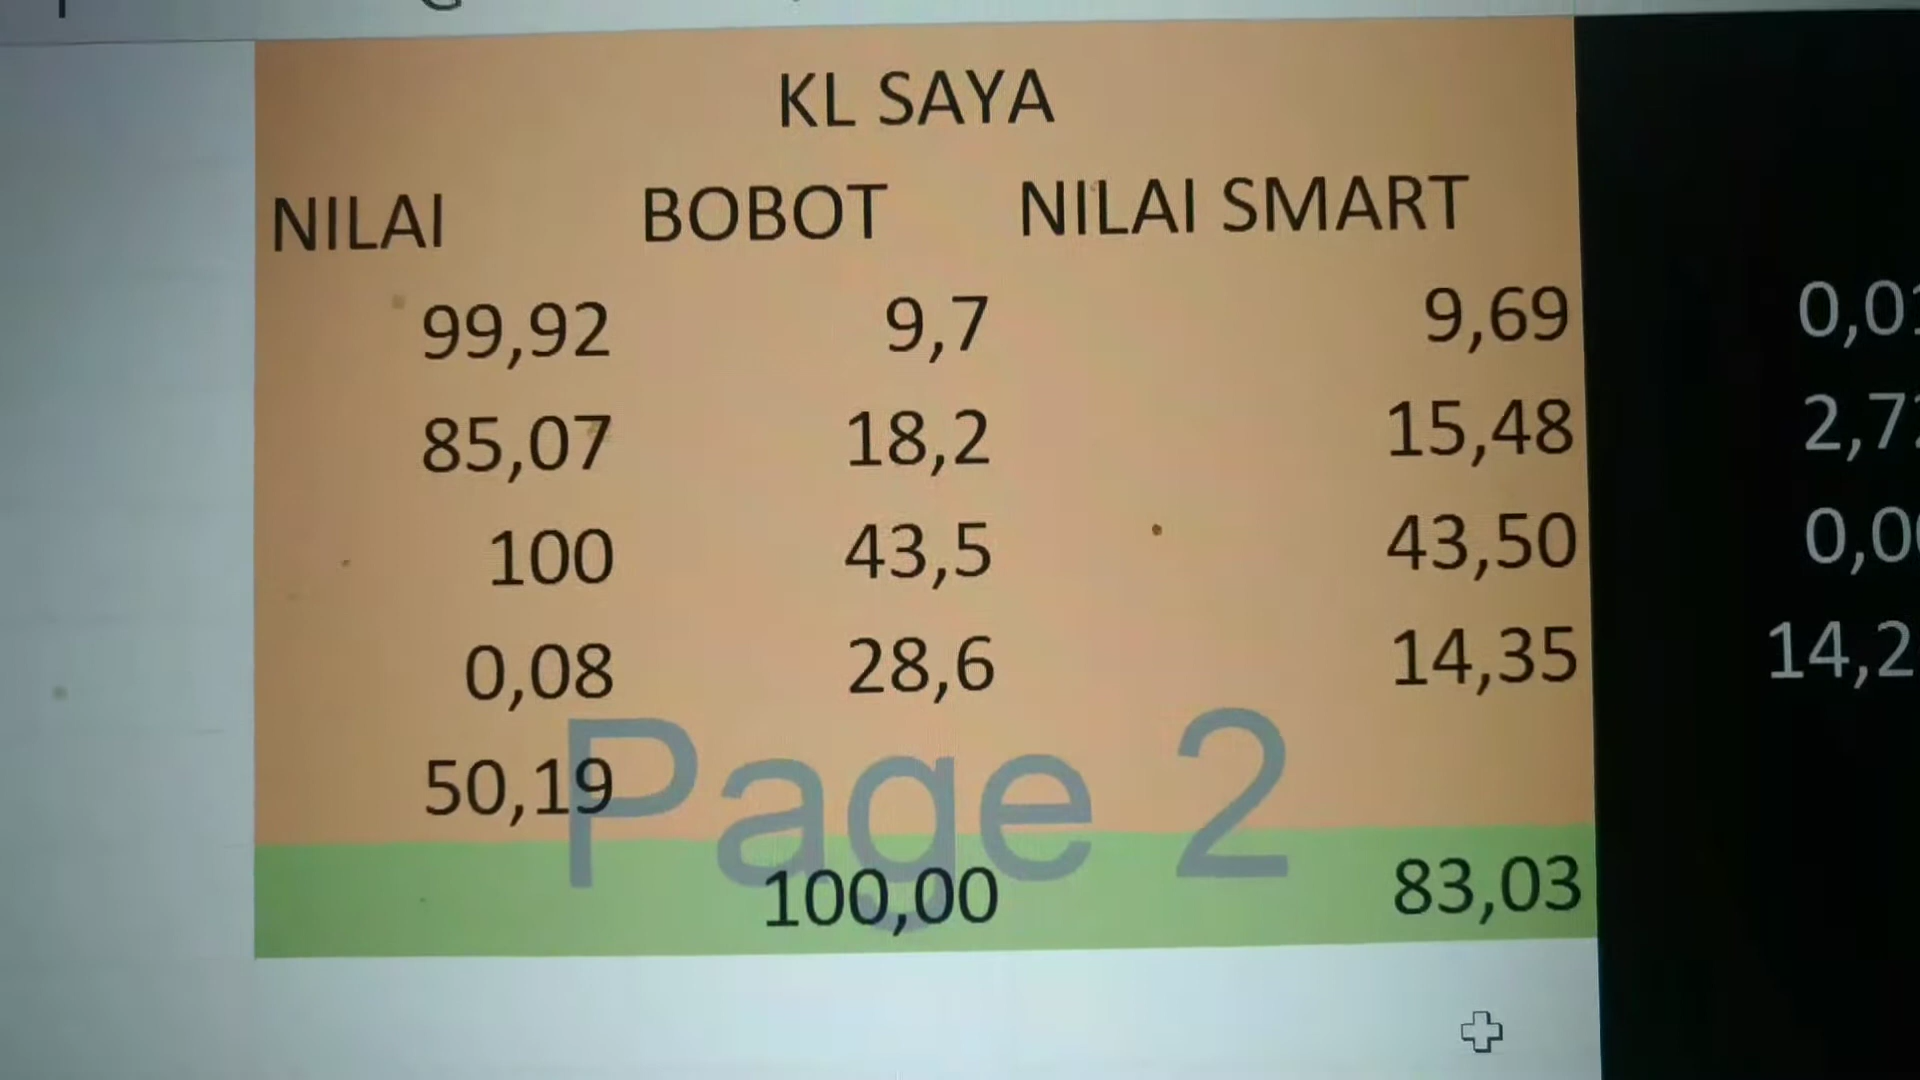 KL SAYA
NILAI BOBOT NILAI SMART
99,92 9,7 9,69
85,07 18,2 15,48
100 43,5 43,50
0,08 28,6 14,35
50,19
100,00 83,03
Page 2